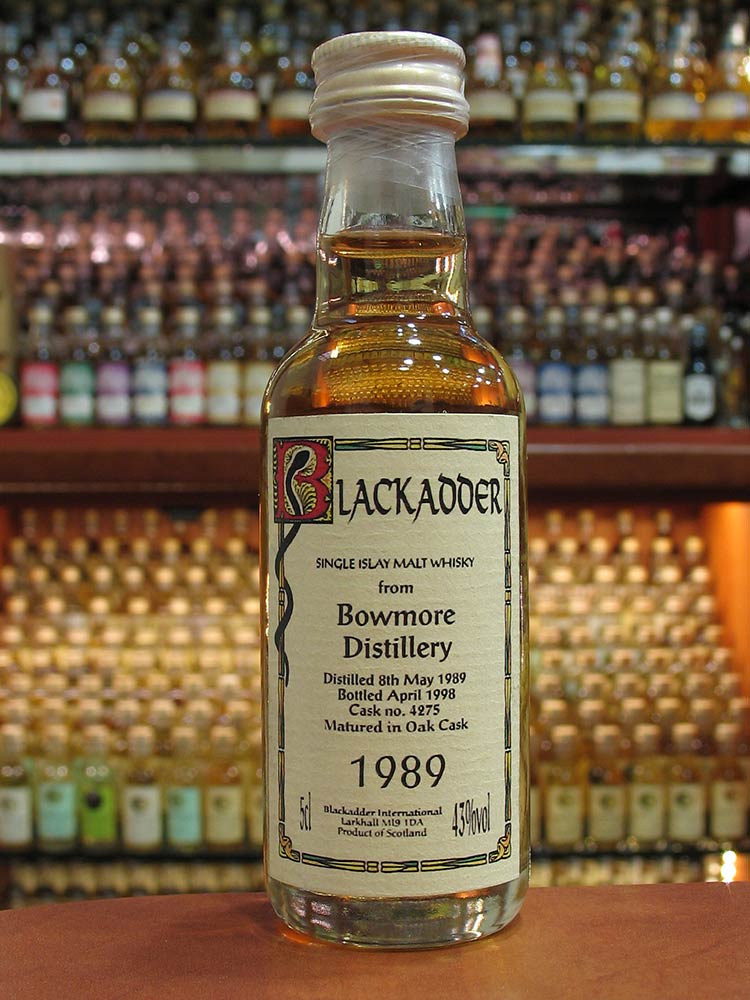 BLACKADDER
SINGLE ISLAY MALT WHISKY
from
Bowmore
Distillery
Distilled 8th May 1989
Bottled April 1998
Cask no. 4275
Matured in Oak Cask
1989
5cl
Blackadder International
Larkhall ML9 1DA
Product of Scotland
43%vol